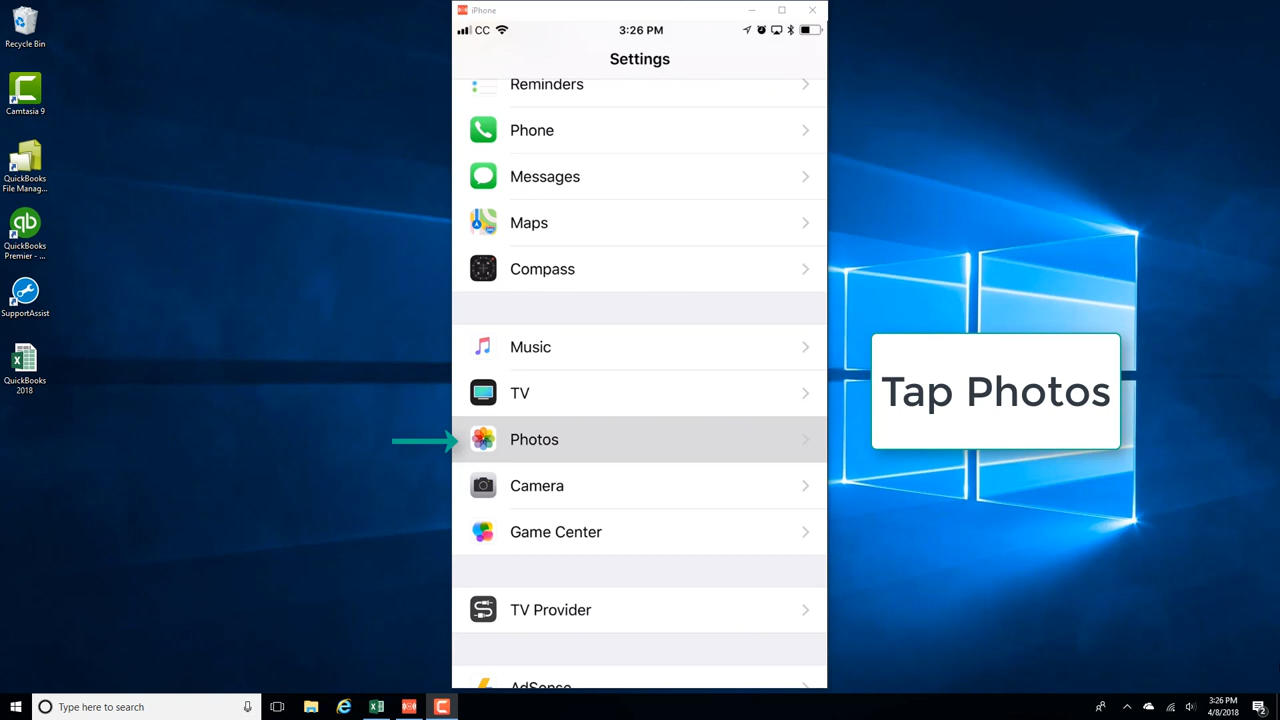 iPhone
CC
3:26 PM
Settings
Reminders
Phone
Messages
Maps
Compass
Music
TV
Photos
Camera
Game Center
TV Provider
AdSense
Tap Photos
Recycle Bin
Camtasia 9
QuickBooks
File Manag...
QuickBooks
Premier - ...
SupportAssist
QuickBooks
2018
Type here to search
3:26 PM
4/8/2018